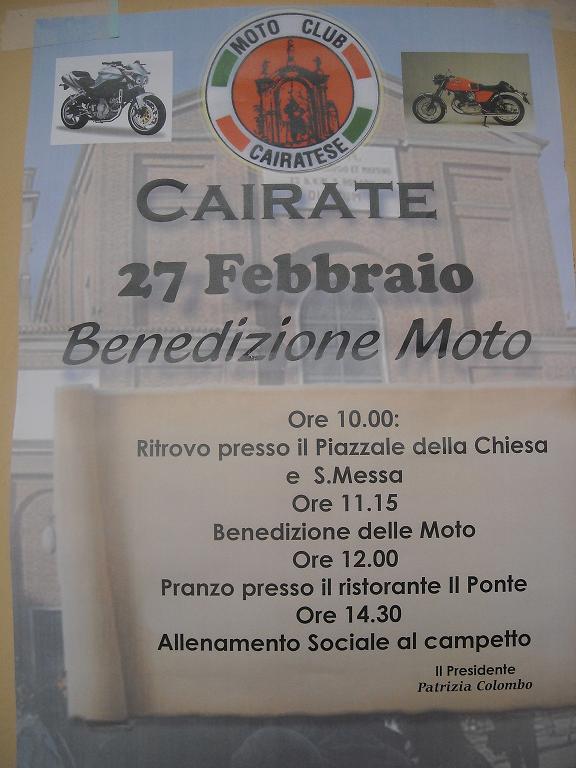 MOTO CLUB
CAIRATESE
CAIRATE
27 Febbraio
Benedizione Moto
Ore 10.00:
Ritrovo presso il Piazzale della Chiesa
e S.Messa
Ore 11.15
Benedizione delle Moto
Ore 12.00
Pranzo presso il ristorante Il Ponte
Ore 14.30
Allenamento Sociale al campetto
Il Presidente
Patrizia Colombo